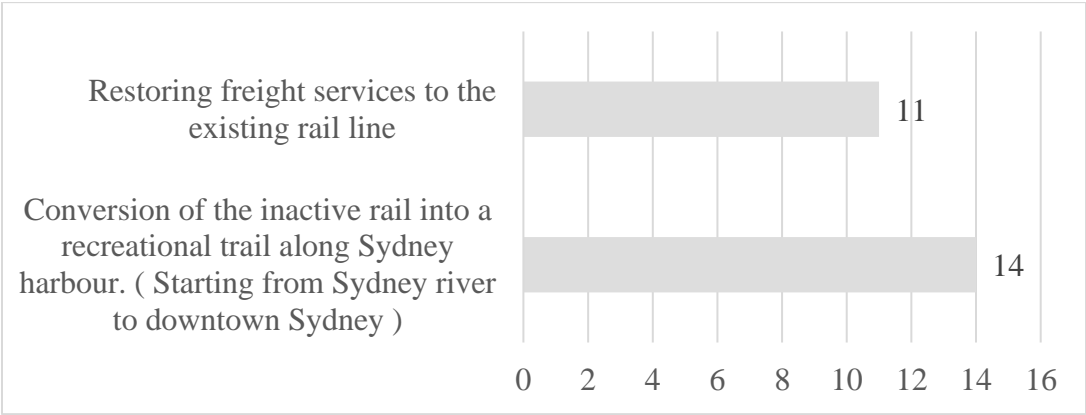 Restoring freight services to the
existing rail line
11
Conversion of the inactive rail into a
recreational trail along Sydney
harbour. ( Starting from Sydney river
to downtown Sydney )
14
0 2 4 6 8 10 12 14 16